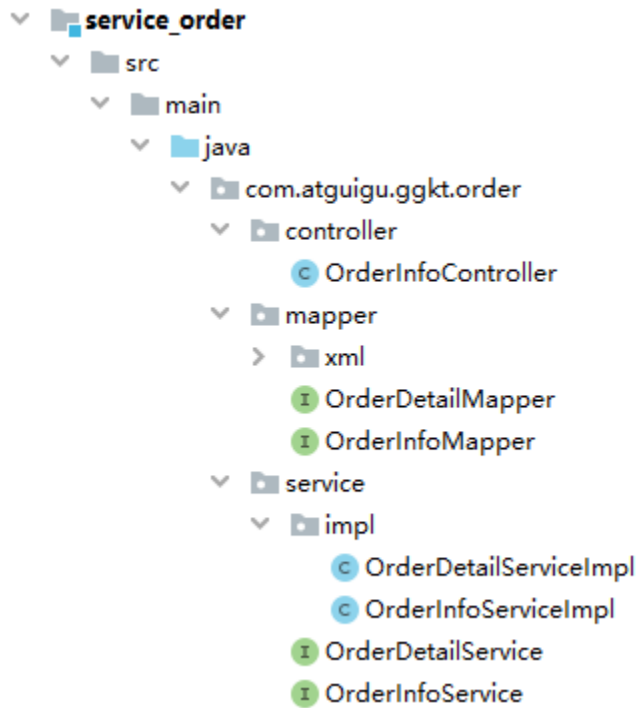 service_order
src
main
java
com.atguigu.ggkt.order
controller
C OrderInfoController
mapper
xml
I OrderDetailMapper
I OrderInfoMapper
service
impl
C OrderDetailServiceImpl
C OrderInfoServiceImpl
I OrderDetailService
I OrderInfoService